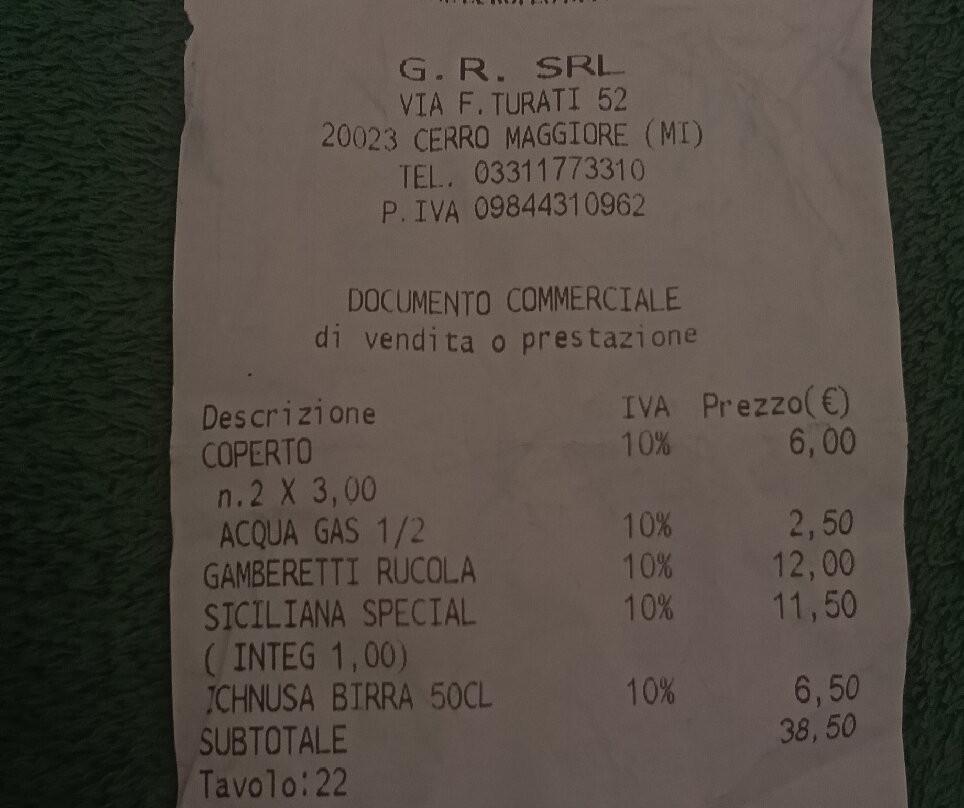 G.R. SRL
VIA F.TURATI 52
20023 CERRO MAGGIORE (MI)
TEL. 03311773310
P.IVA 09844310962
DOCUMENTO COMMERCIALE
di vendita o prestazione
Descrizione IVA Prezzo(€)
COPERTO 10% 6,00
n.2 X 3,00
ACQUA GAS 1/2 10% 2,50
GAMBERETTI RUCOLA 10% 12,00
SICILIANA SPECIAL 10% 11,50
( INTEG 1,00)
ICHNUSA BIRRA 50CL 10% 6,50
SUBTOTALE 38,50
Tavolo:22